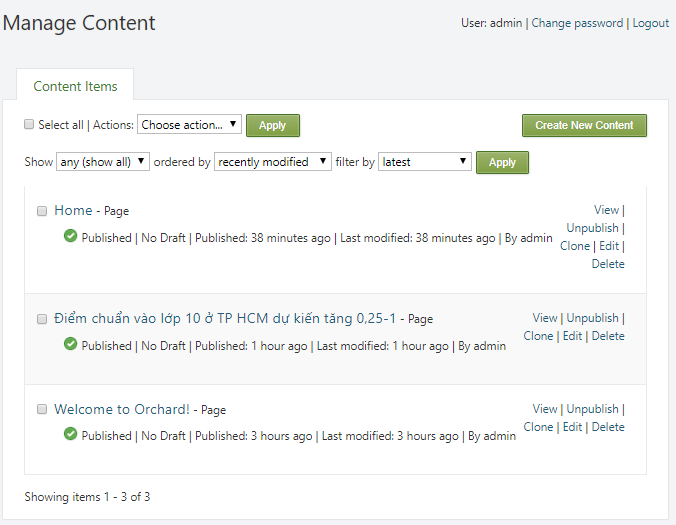 Manage Content
User: admin | Change password | Logout
Content Items
Select all | Actions: Choose action... Apply
Create New Content
Show any (show all) ordered by recently modified filter by latest Apply
Home - Page
Published | No Draft | Published: 38 minutes ago | Last modified: 38 minutes ago | By admin
View |
Unpublish |
Clone | Edit |
Delete
Điểm chuẩn vào lớp 10 ở TP HCM dự kiến tăng 0,25-1 - Page
Published | No Draft | Published: 1 hour ago | Last modified: 1 hour ago | By admin
View | Unpublish |
Clone | Edit | Delete
Welcome to Orchard! - Page
Published | No Draft | Published: 3 hours ago | Last modified: 3 hours ago | By admin
View | Unpublish |
Clone | Edit | Delete
Showing items 1 - 3 of 3